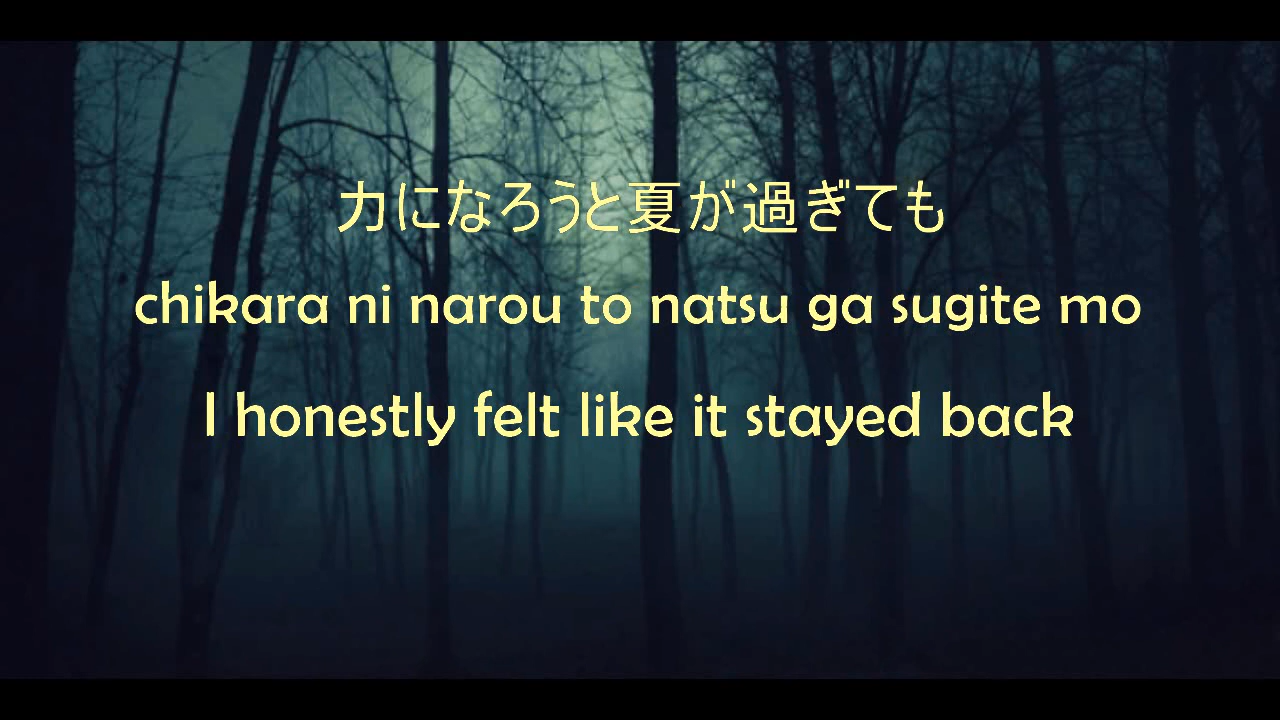 力になろうと夏が過ぎても
chikara ni narou to natsu ga sugite mo
I honestly felt like it stayed back